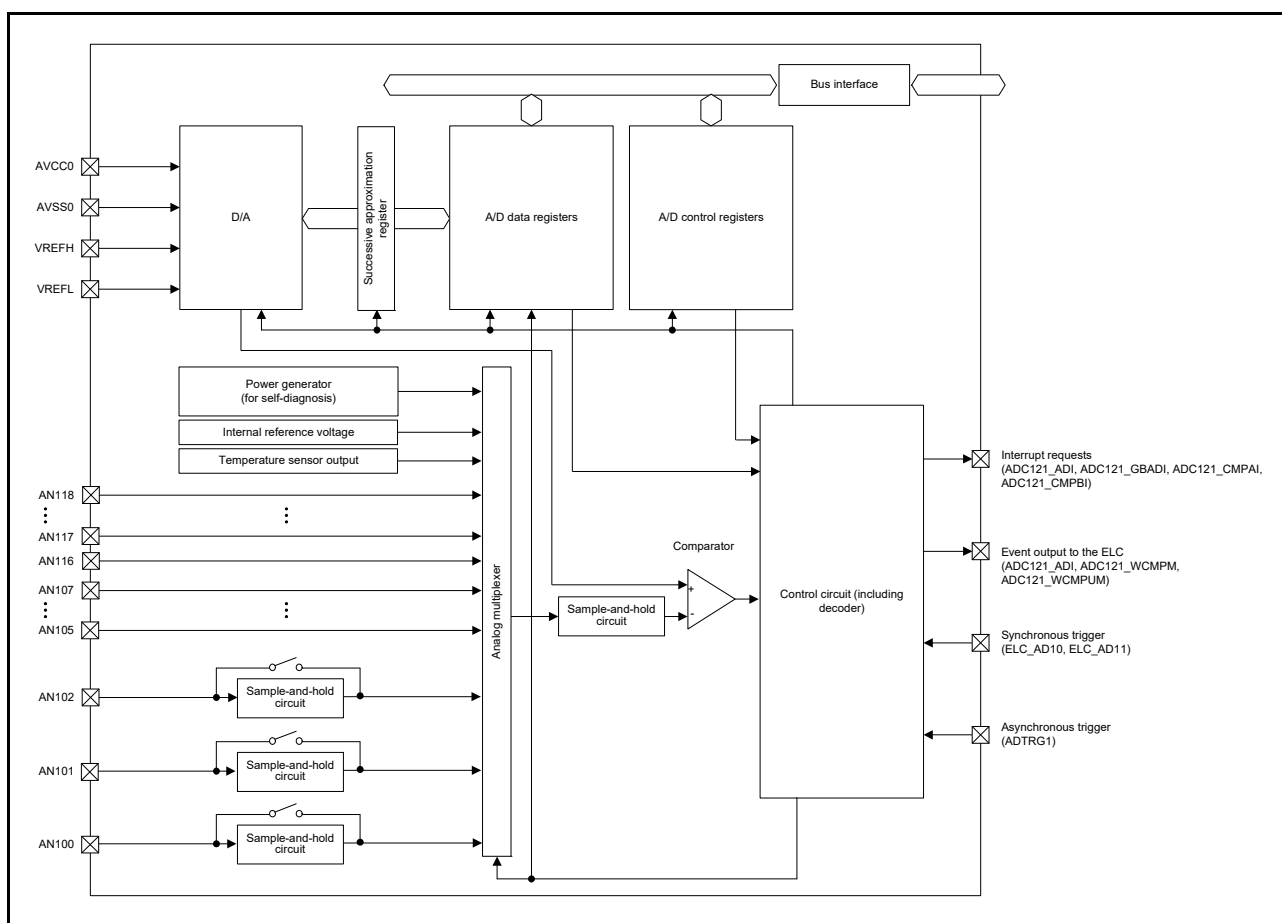 Bus interface
AVCC0
AVSS0
VREFH
VREFL
D/A
Successive approximation
register
A/D data registers
A/D control registers
Power generator
(for self-diagnosis)
Internal reference voltage
Temperature sensor output
AN118
AN117
AN116
AN107
AN105
AN102
AN101
AN100
Sample-and-hold
circuit
Sample-and-hold
circuit
Sample-and-hold
circuit
Analog multiplexer
Sample-and-hold
circuit
Comparator
+
-
Control circuit (including
decoder)
Interrupt requests
(ADC121_ADI, ADC121_GBADI, ADC121_CMPAI,
ADC121_CMPBI)
Event output to the ELC
(ADC121_ADI, ADC121_WCMPM,
ADC121_WCMPUM)
Synchronous trigger
(ELC_AD10, ELC_AD11)
Asynchronous trigger
(ADTRG1)